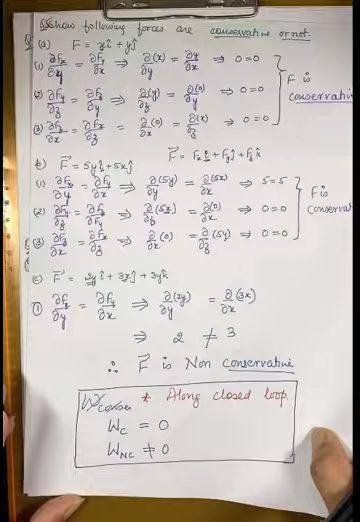 Q5 show following forces are conservative or not.
(a) F = xî + yĵ
(1) ∂Fx/∂y = ∂Fy/∂x ⇒ ∂(x)/∂y = ∂y/∂x ⇒ 0 = 0
(2) ∂Fy/∂z = ∂Fz/∂y ⇒ ∂(y)/∂z = ∂(0)/∂y ⇒ 0 = 0
(3) ∂Fz/∂x = ∂Fx/∂z = ∂(0)/∂x = ∂(x)/∂z ⇒ 0 = 0
F is conservative
b) F⃗ = 5yî + 5xĵ F⃗ = Fxî + Fyĵ + Fzk̂
(1) ∂Fx/∂y = ∂Fy/∂x ⇒ ∂(5y)/∂y = ∂(5x)/∂x ⇒ 5 = 5
(2) ∂Fy/∂z = ∂Fz/∂y ⇒ ∂(5x)/∂z = ∂(0)/∂y ⇒ 0 = 0
(3) ∂Fz/∂x = ∂Fx/∂z ⇒ ∂(0)/∂x = ∂(5y)/∂z ⇒ 0 = 0
F is conservat
c) F⃗ = 2yî + 3xĵ + 3yk̂
(1) ∂Fx/∂y = ∂Fy/∂x ⇒ ∂(2y)/∂y = ∂(3x)/∂x
⇒ 2 ≠ 3
∴ F⃗ is Non conservative
* Along closed loop.
W_C = 0
W_NC ≠ 0